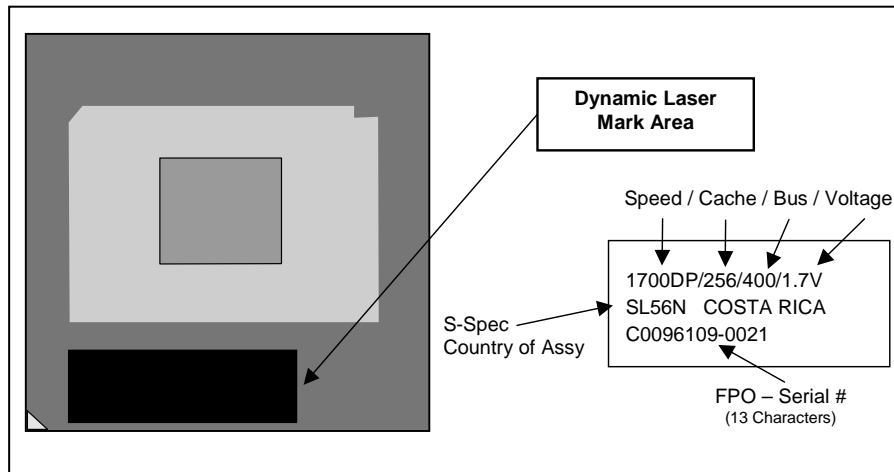 Dynamic Laser
Mark Area
Speed / Cache / Bus / Voltage
1700DP/256/400/1.7V
SL56N COSTA RICA
C0096109-0021
S-Spec
Country of Assy
FPO – Serial #
(13 Characters)